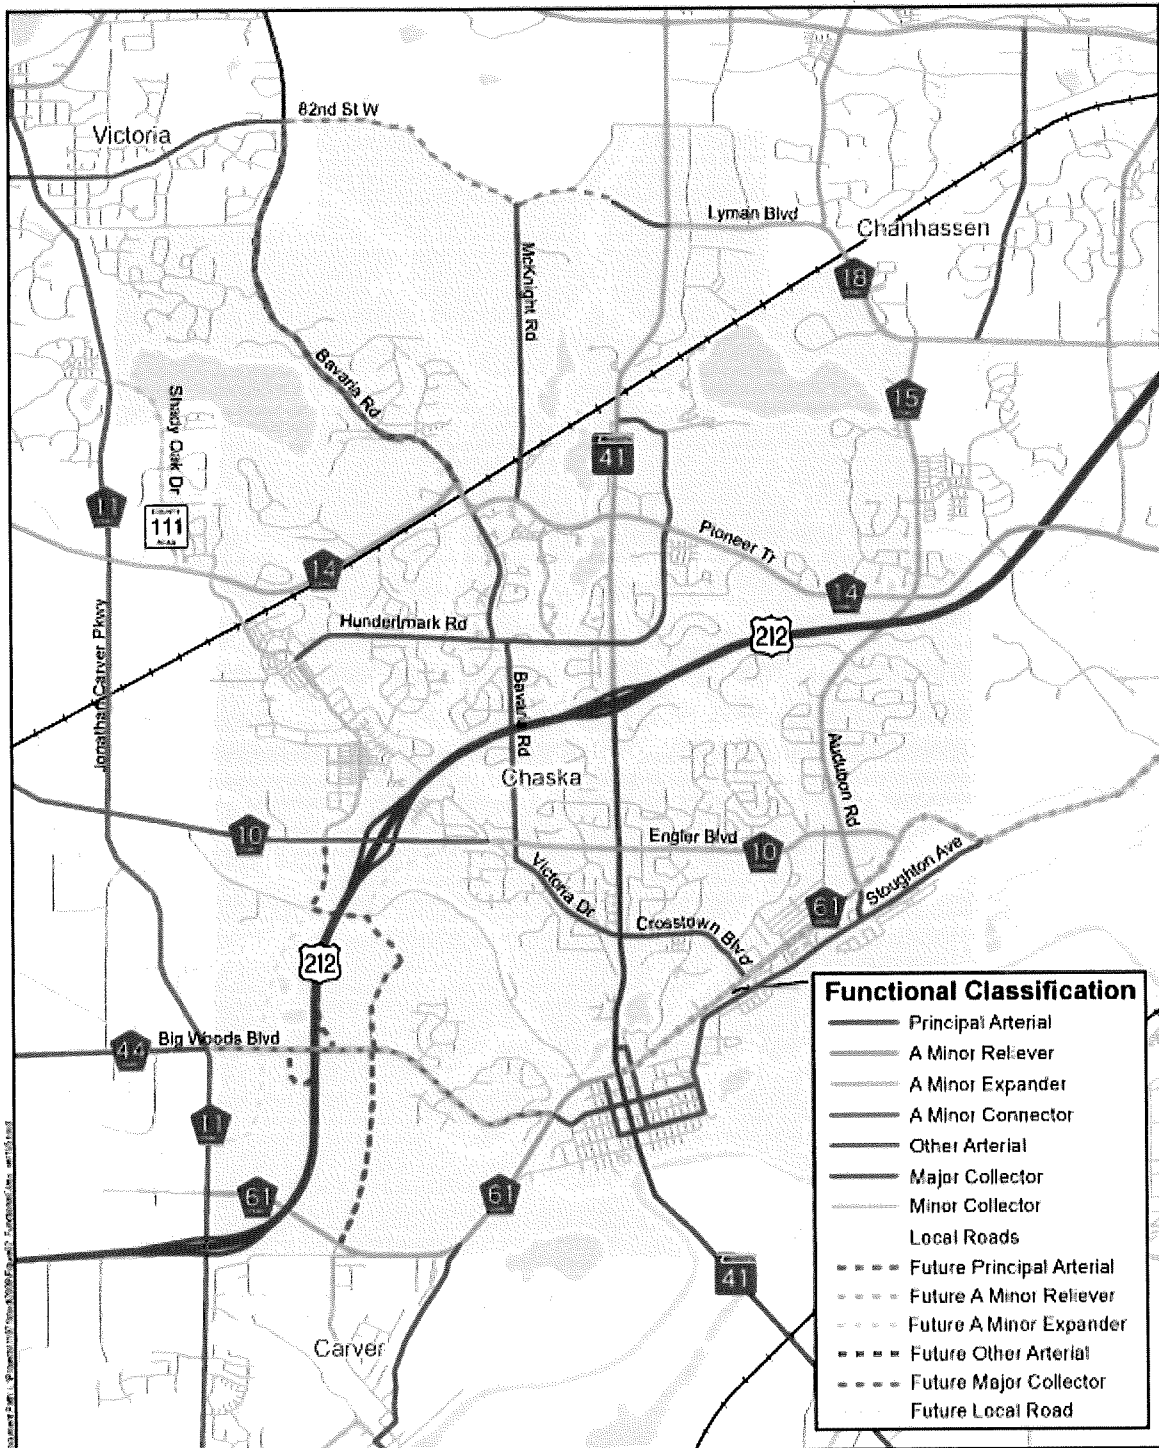 82nd St W
Victoria
Lyman Blvd
Chanhassen
18
McKnight Rd
Bavaria Rd
15
Shady Oak Dr
41
11
111
Pioneer Tr
14
14
Hundertmark Rd
212
Jonathan Carver Pkwy
Bavaria Rd
Audubon Rd
Chaska
10
Engler Blvd
10
Victoria Dr
Stoughton Ave
61
Crosstown Blvd
212
44
Big Woods Blvd
11
61
61
41
Carver
Functional Classification
Principal Arterial
A Minor Reliever
A Minor Expander
A Minor Connector
Other Arterial
Major Collector
Minor Collector
Local Roads
Future Principal Arterial
Future A Minor Reliever
Future A Minor Expander
Future Other Arterial
Future Major Collector
Future Local Road